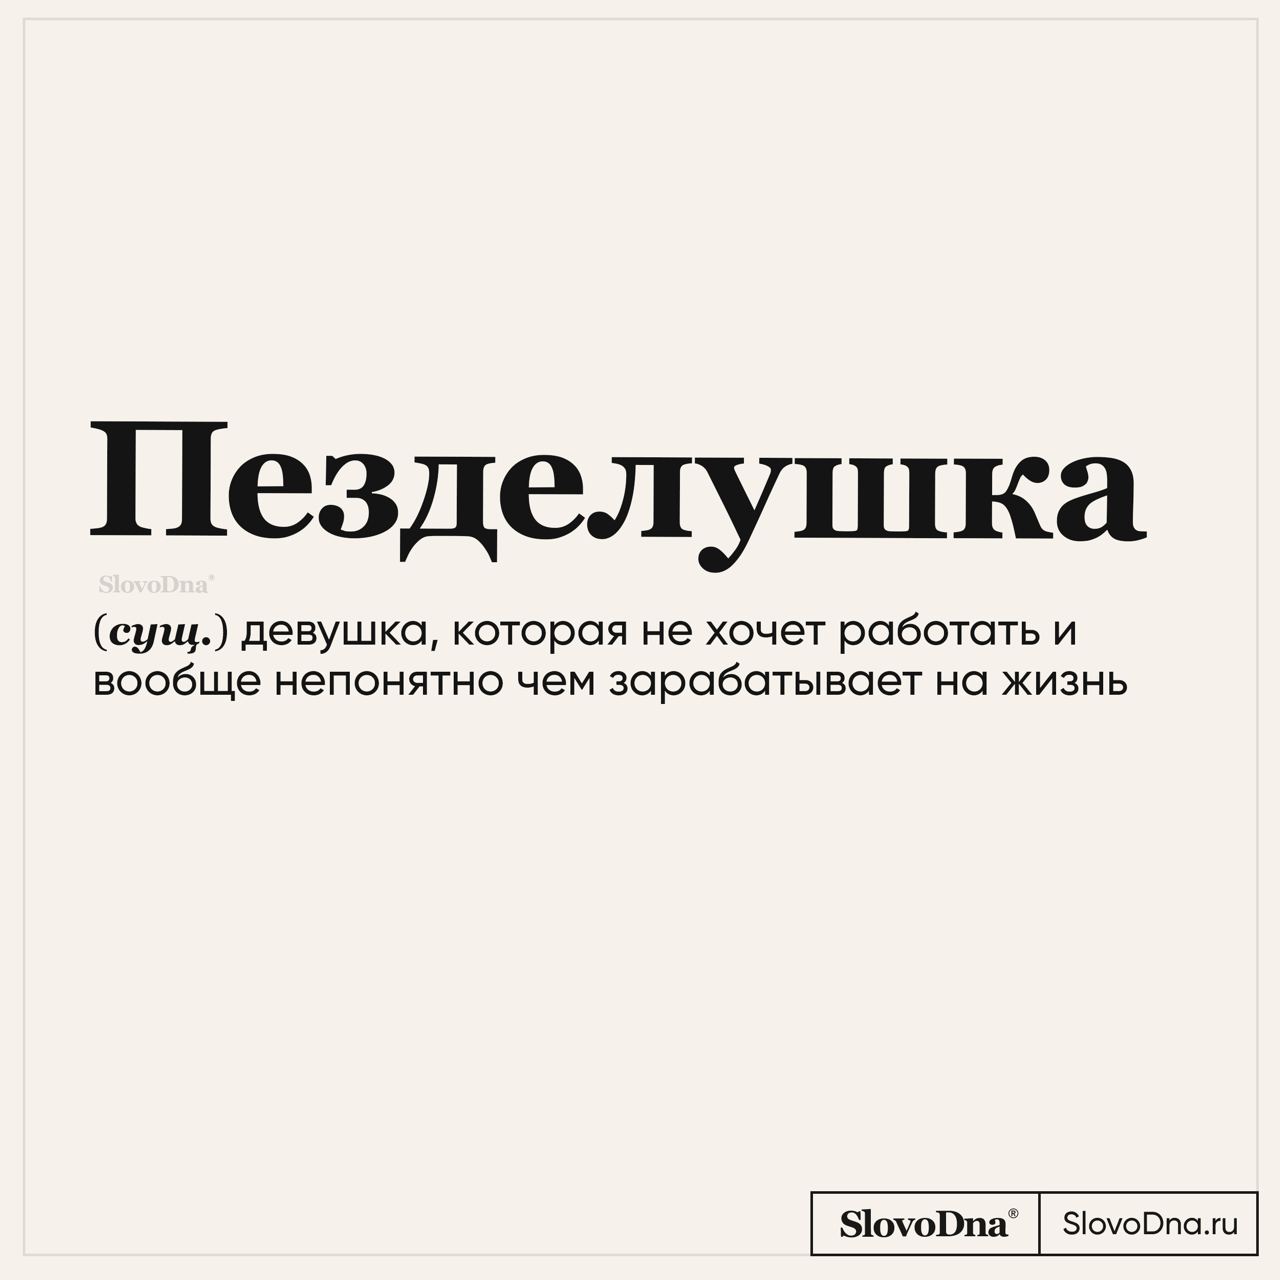 Пезделушка
SlovoDna®
(сущ.) девушка, которая не хочет работать и
вообще непонятно чем зарабатывает на жизнь
SlovoDna® SlovoDna.ru